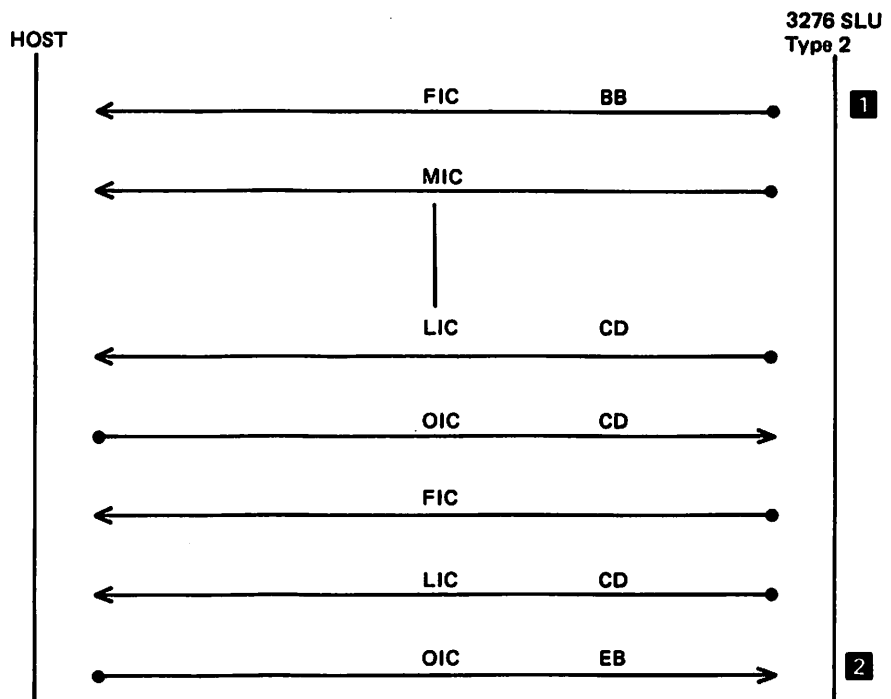 3276 SLU
HOST
Type 2
FIC BB
1
MIC
LIC CD
OIC CD
FIC
LIC CD
OIC EB
2